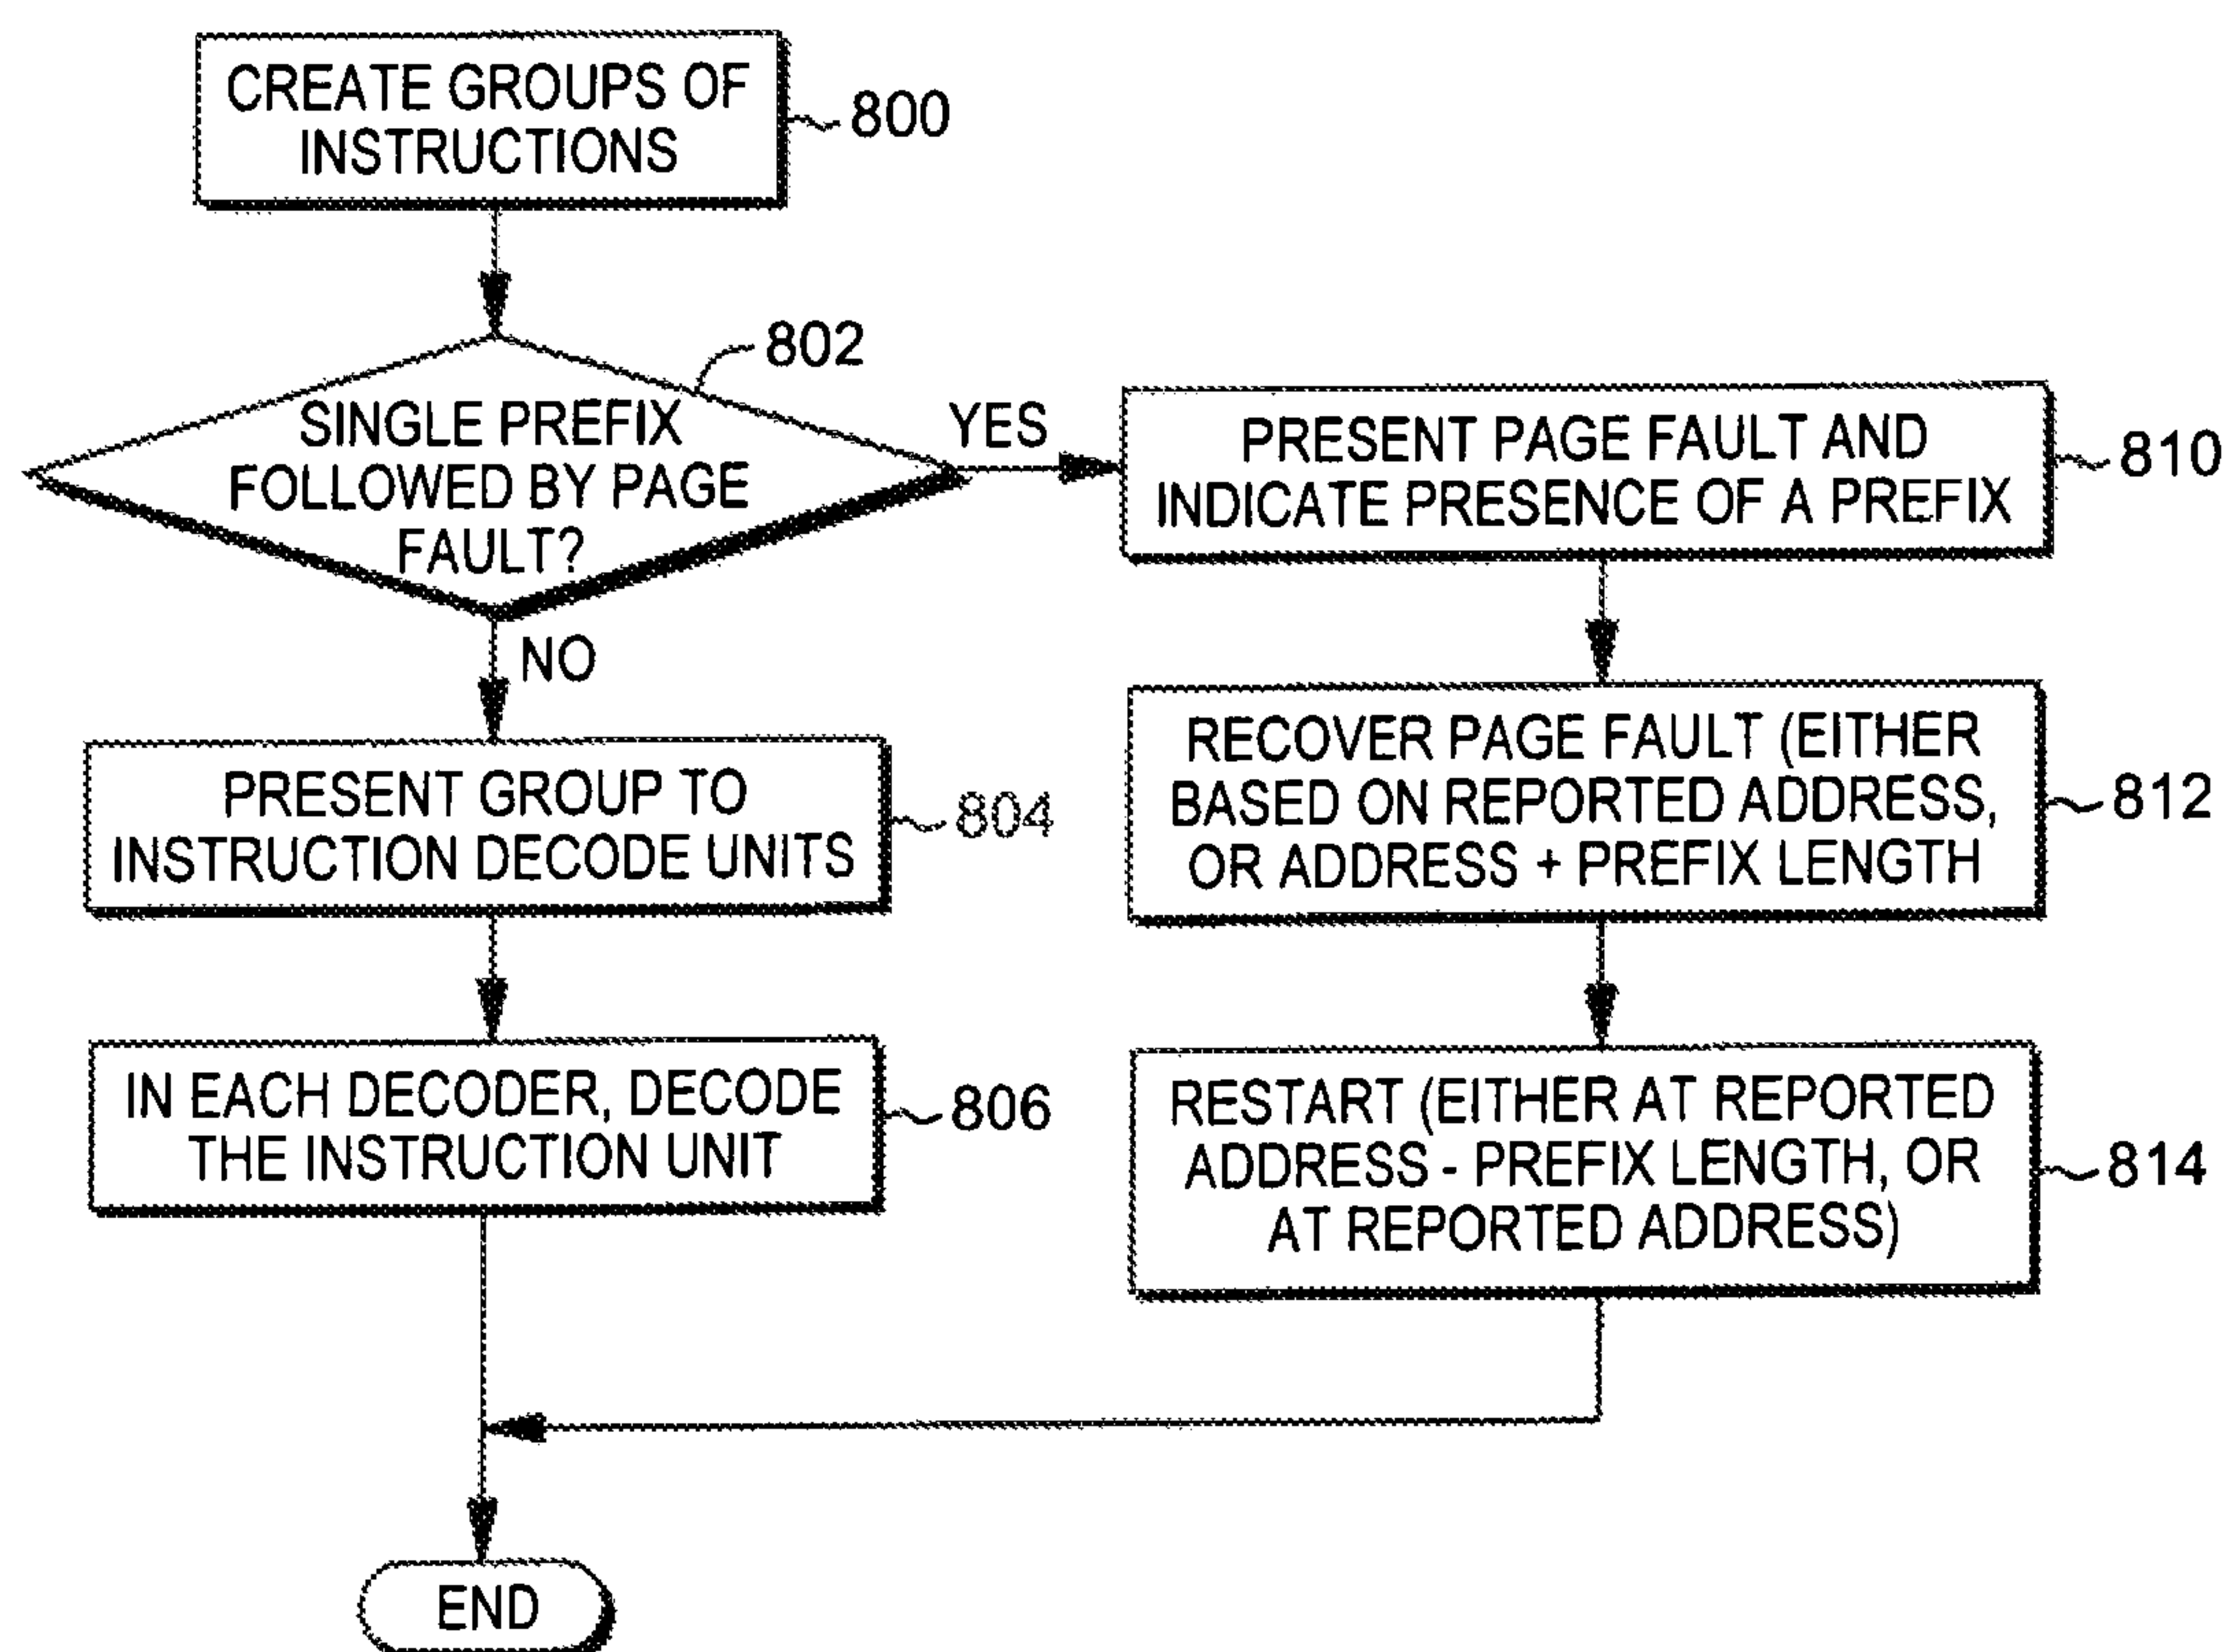 CREATE GROUPS OF
INSTRUCTIONS
800
802
SINGLE PREFIX
FOLLOWED BY PAGE
FAULT?
YES
NO
PRESENT PAGE FAULT AND
INDICATE PRESENCE OF A PREFIX
810
PRESENT GROUP TO
INSTRUCTION DECODE UNITS
804
RECOVER PAGE FAULT (EITHER
BASED ON REPORTED ADDRESS,
OR ADDRESS + PREFIX LENGTH
812
IN EACH DECODER, DECODE
THE INSTRUCTION UNIT
806
RESTART (EITHER AT REPORTED
ADDRESS - PREFIX LENGTH, OR
AT REPORTED ADDRESS)
814
END